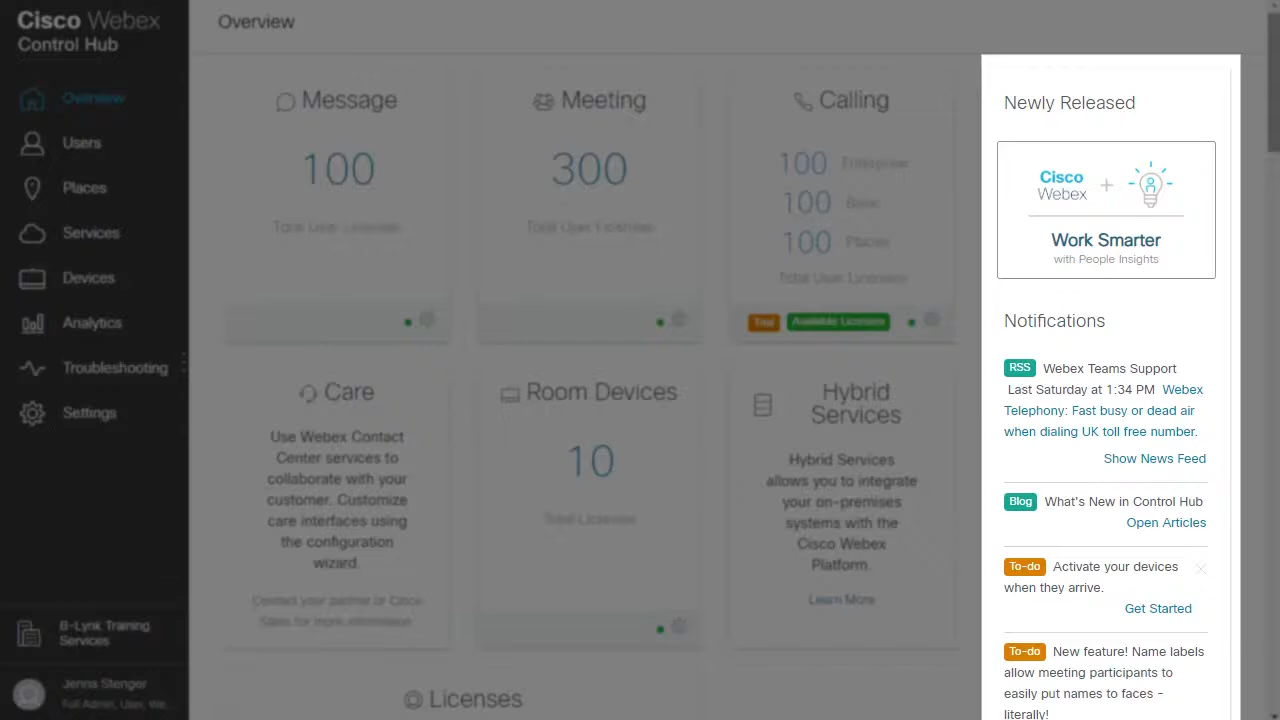 Cisco Webex
Control Hub
Overview
Users
Places
Services
Devices
Analytics
Troubleshooting
Settings
B-Lynk Training
Services
Jenna Stenger
Full Admin, User, We...
Overview
Message
100
Total User Licenses
Meeting
300
Total User Licenses
Calling
100 Enterprise
100 Basic
100 Places
Total User Licenses
Trial Available Licenses
Care
Use Webex Contact
Center services to
collaborate with your
customer. Customize
care interfaces using
the configuration
wizard.
Contact your partner or Cisco
Sales for more information
Room Devices
10
Total Licenses
Hybrid
Services
Hybrid Services
allows you to integrate
your on-premises
systems with the
Cisco Webex
Platform.
Learn More
Licenses
Newly Released
Cisco
Webex +
Work Smarter
with People Insights
Notifications
RSS Webex Teams Support
Last Saturday at 1:34 PM Webex
Telephony: Fast busy or dead air
when dialing UK toll free number.
Show News Feed
Blog What's New in Control Hub
Open Articles
To-do Activate your devices
when they arrive.
Get Started
To-do New feature! Name labels
allow meeting participants to
easily put names to faces -
literally!